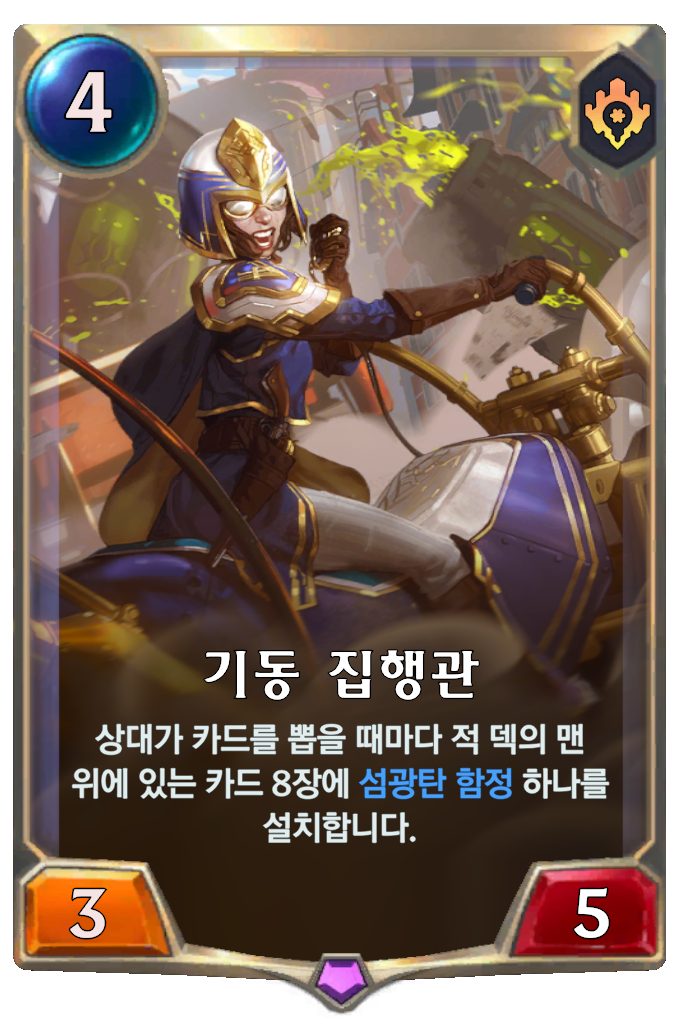 4
기동 집행관
상대가 카드를 뽑을 때마다 적 덱의 맨
위에 있는 카드 8장에 섬광탄 함정 하나를
설치합니다.
3
5